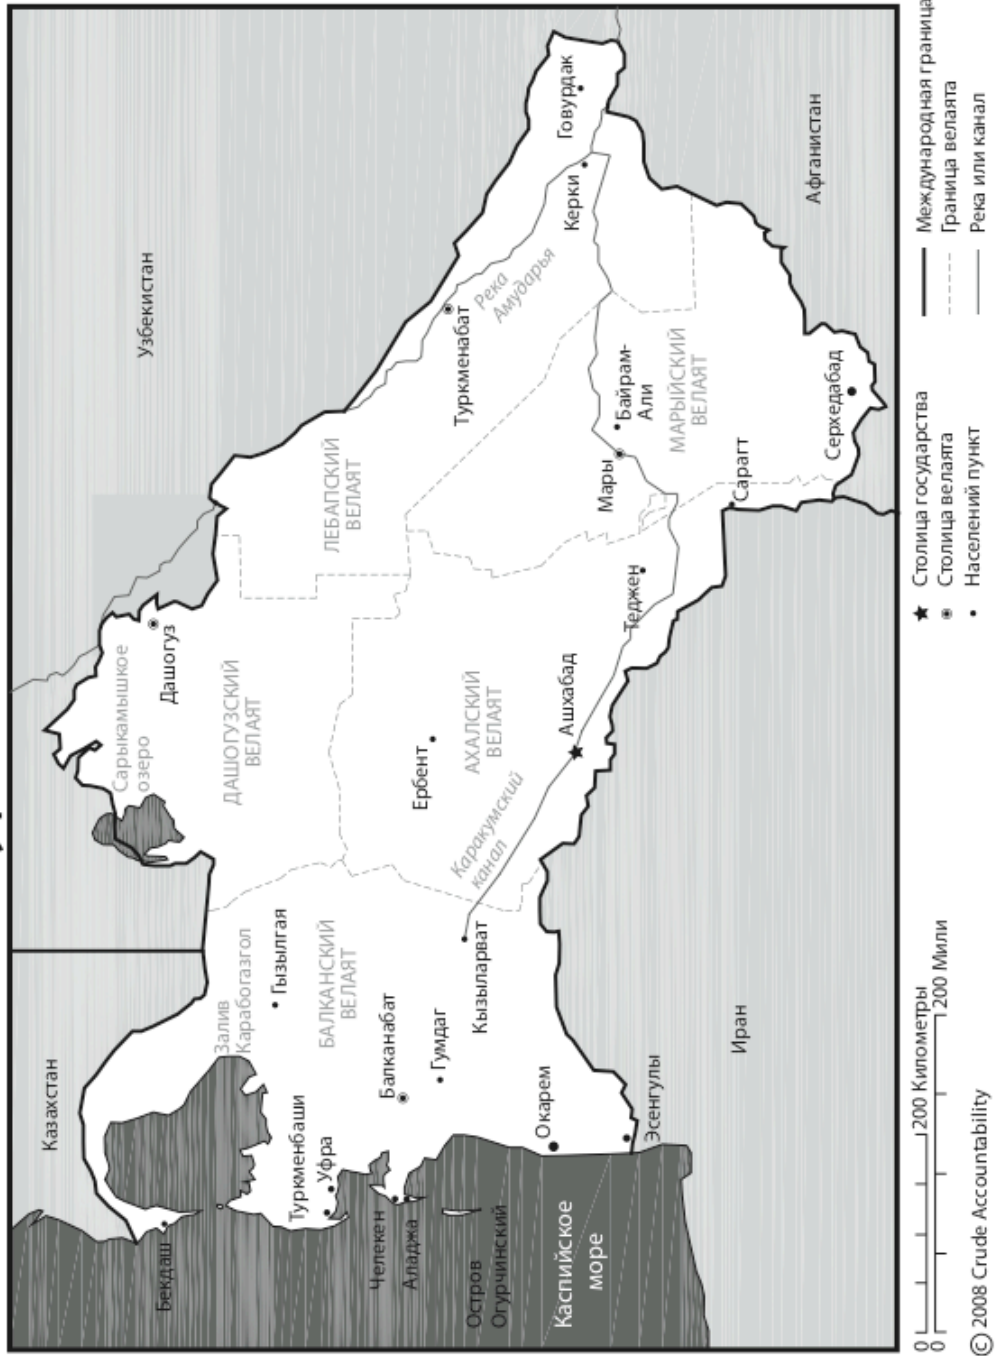 Казахстан
Узбекистан
Сарыкамышкое
озеро
Дашогуз
Бекдаш
Залив
Карабогазгол
Гызылгая
ДАШОГУЗСКИЙ
ВЕЛАЯТ
ЛЕБАПСКИЙ
ВЕЛАЯТ
Туркменбаши
Уфра
БАЛКАНСКИЙ
ВЕЛАЯТ
Балканабат
Челекен
Аладжа
Гумдаг
Ербент
Туркменабат
Река
Амударья
Говурдак
Керки
Остров
Огурчинский
Кызыларват
Каракумский
канал
АХАЛСКИЙ
ВЕЛАЯТ
Ашхабад
Окарем
Каспийское
море
Эсенгулы
Теджен
Мары
Байрам-
Али
МАРЫЙСКИЙ
ВЕЛАЯТ
Сарагт
Серхедабад
Иран
Афганистан
0 200 Километры
0 200 Мили
Столица государства
Столица велаята
Населений пункт
Международная граница
Граница велаята
Река или канал
© 2008 Crude Accountability